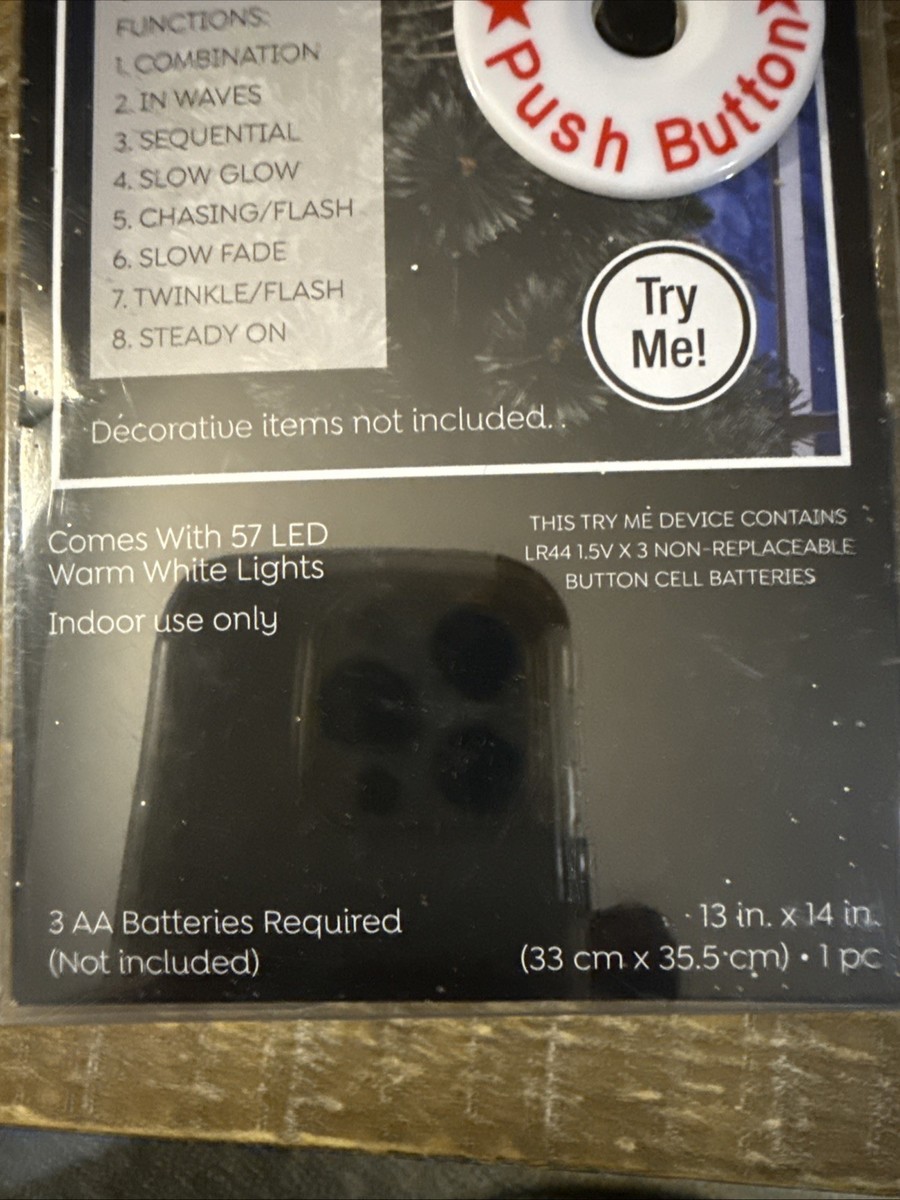 FUNCTIONS:
1. COMBINATION
2. IN WAVES
3. SEQUENTIAL
4. SLOW GLOW
5. CHASING/FLASH
6. SLOW FADE
7. TWINKLE/FLASH
8. STEADY ON
Push Button
Try
Me!
Decorative items not included.
Comes With 57 LED
Warm White Lights
Indoor use only
THIS TRY ME DEVICE CONTAINS
LR44 1.5V X 3 NON-REPLACEABLE
BUTTON CELL BATTERIES
3 AA Batteries Required
(Not included)
13 in. x 14 in.
(33 cm x 35.5 cm) • 1 pc